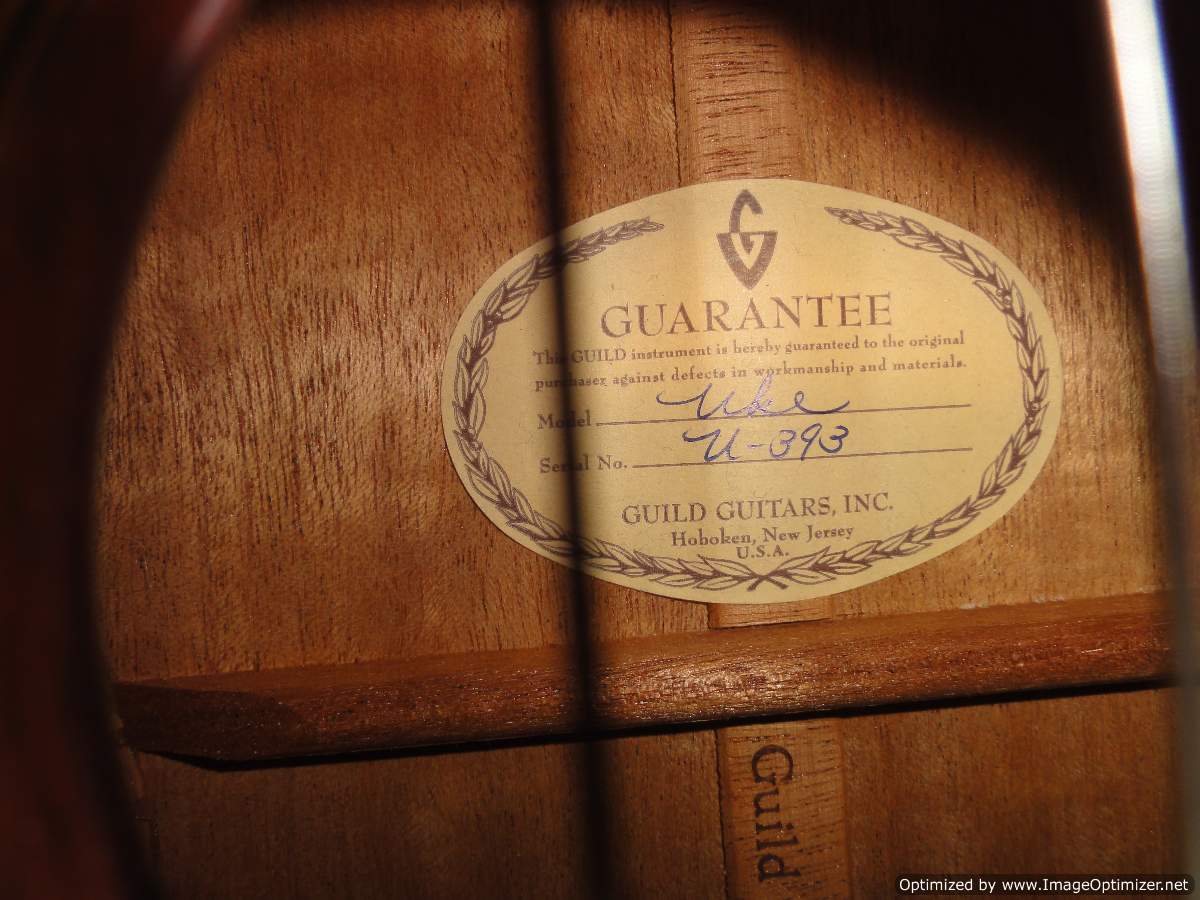 G
GUARANTEE
This GUILD instrument is hereby guaranteed to the original
purchaser against defects in workmanship and materials.
Model Uke
Serial No. U-393
GUILD GUITARS, INC.
Hoboken, New Jersey
U.S.A.
Guild
Optimized by www.ImageOptimizer.net